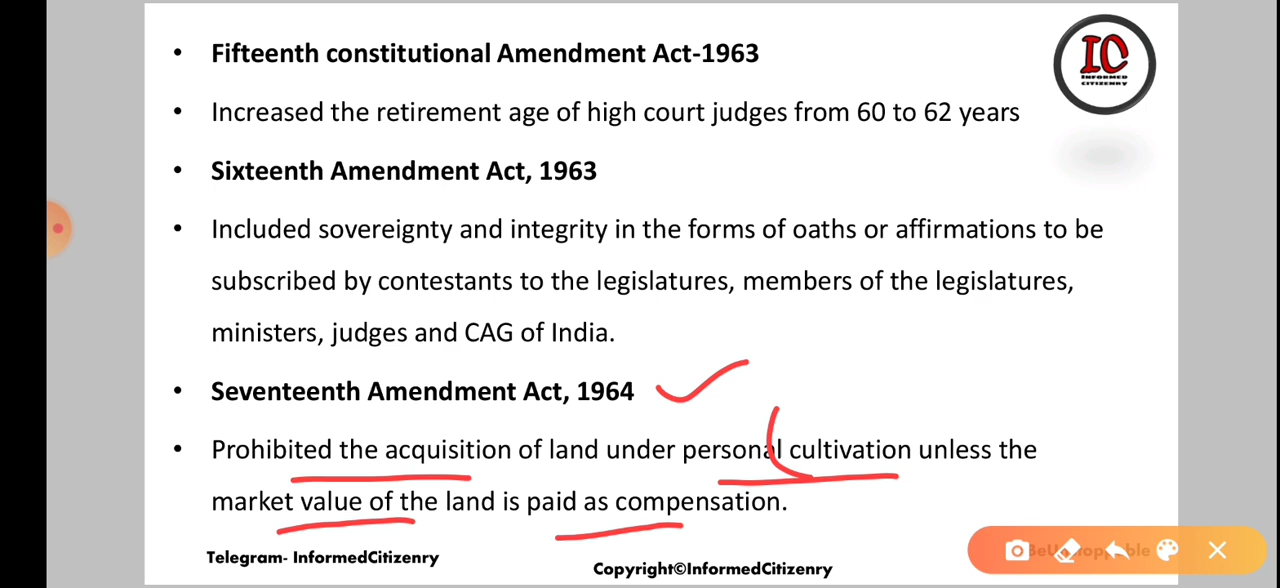 • Fifteenth constitutional Amendment Act-1963
• Increased the retirement age of high court judges from 60 to 62 years
• Sixteenth Amendment Act, 1963
• Included sovereignty and integrity in the forms of oaths or affirmations to be
subscribed by contestants to the legislatures, members of the legislatures,
ministers, judges and CAG of India.
• Seventeenth Amendment Act, 1964
• Prohibited the acquisition of land under personal cultivation unless the
market value of the land is paid as compensation.
IC
INFORMED
CITIZENRY
Telegram- InformedCitizenry
Copyright©InformedCitizenry